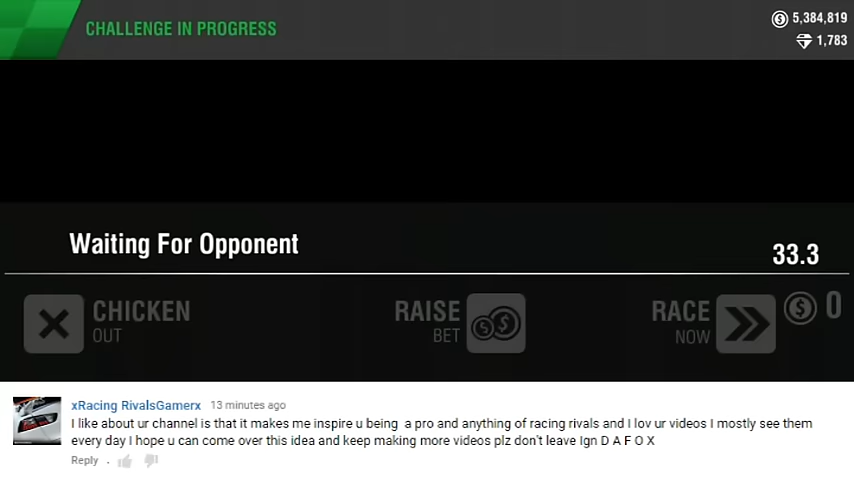 CHALLENGE IN PROGRESS
5,384,819
1,783
Waiting For Opponent
33.3
CHICKEN
OUT
RAISE
BET
RACE
NOW
0
xRacing RivalsGamerx 13 minutes ago
I like about ur channel is that it makes me inspire u being a pro and anything of racing rivals and I lov ur videos I mostly see them
every day I hope u can come over this idea and keep making more videos plz don't leave Ign D A F O X
Reply